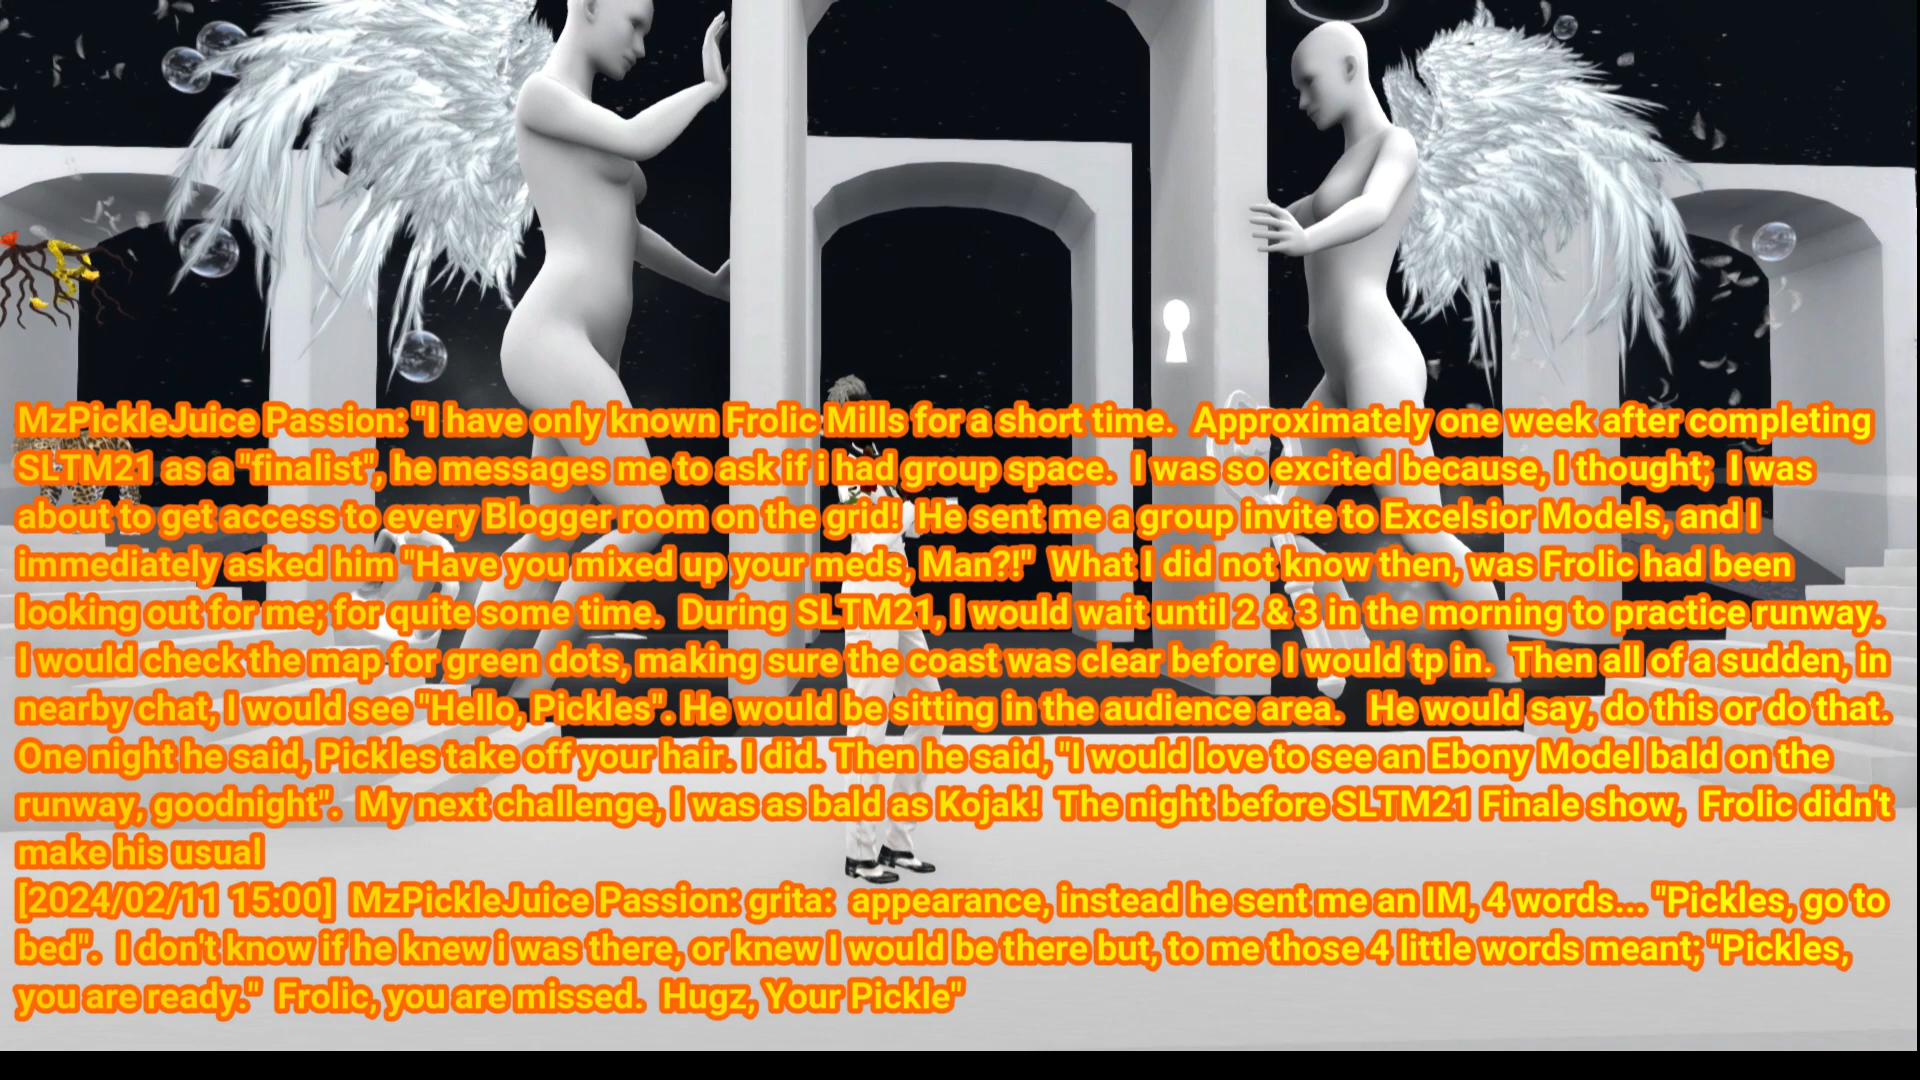 MzPickleJuice Passion: "I have only known Frolic Mills for a short time.  Approximately one week after completing
SLTM21 as a "finalist", he messages me to ask if i had group space.  I was so excited because, I thought;  I was
about to get access to every Blogger room on the grid!  He sent me a group invite to Excelsior Models, and I
immediately asked him "Have you mixed up your meds, Man?!"  What I did not know then, was Frolic had been
looking out for me; for quite some time.  During SLTM21, I would wait until 2 & 3 in the morning to practice runway.
I would check the map for green dots, making sure the coast was clear before I would tp in.  Then all of a sudden, in
nearby chat, I would see "Hello, Pickles". He would be sitting in the audience area.   He would say, do this or do that.
One night he said, Pickles take off your hair. I did. Then he said, "I would love to see an Ebony Model bald on the
runway, goodnight".  My next challenge, I was as bald as Kojak!  The night before SLTM21 Finale show,  Frolic didn't
make his usual
[2024/02/11 15:00]  MzPickleJuice Passion: grita:  appearance, instead he sent me an IM, 4 words... "Pickles, go to
bed".  I don't know if he knew i was there, or knew I would be there but, to me those 4 little words meant; "Pickles,
you are ready."  Frolic, you are missed.  Hugz, Your Pickle"